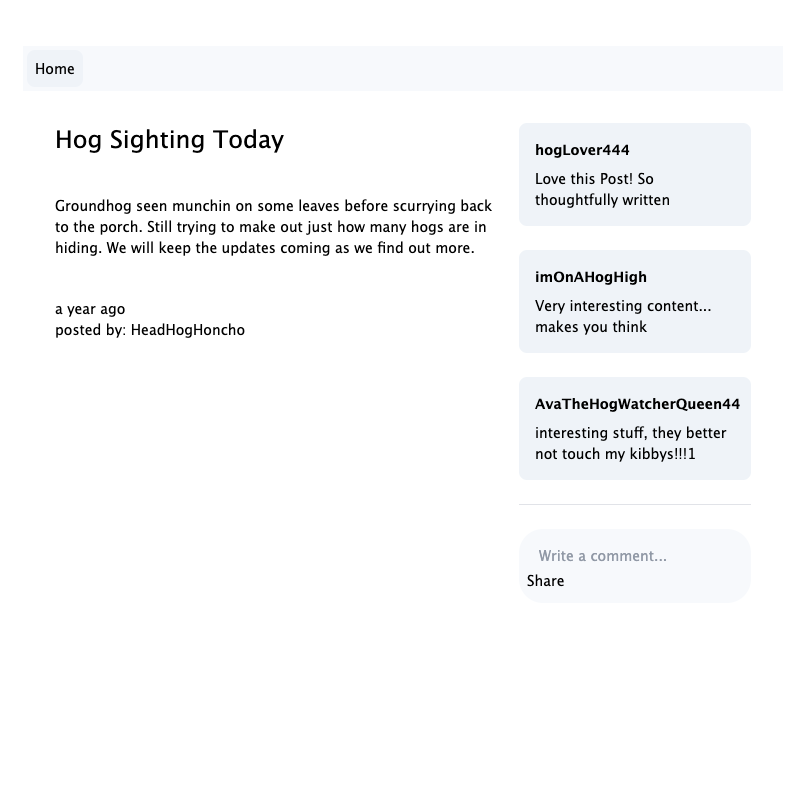 Home
Hog Sighting Today
Groundhog seen munchin on some leaves before scurrying back
to the porch. Still trying to make out just how many hogs are in
hiding. We will keep the updates coming as we find out more.
a year ago
posted by: HeadHogHoncho
hogLover444
Love this Post! So
thoughtfully written
imOnAHogHigh
Very interesting content...
makes you think
AvaTheHogWatcherQueen44
interesting stuff, they better
not touch my kibbys!!!1
Write a comment...
Share